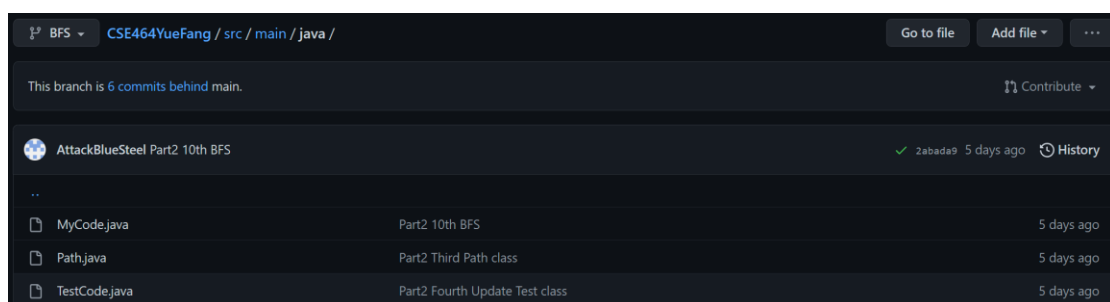 BFS CSE464YueFang / src / main / java / Go to file Add file ...
This branch is 6 commits behind main. Contribute
AttackBlueSteel Part2 10th BFS 2abada9 5 days ago History
..
MyCode.java Part2 10th BFS 5 days ago
Path.java Part2 Third Path class 5 days ago
TestCode.java Part2 Fourth Update Test class 5 days ago